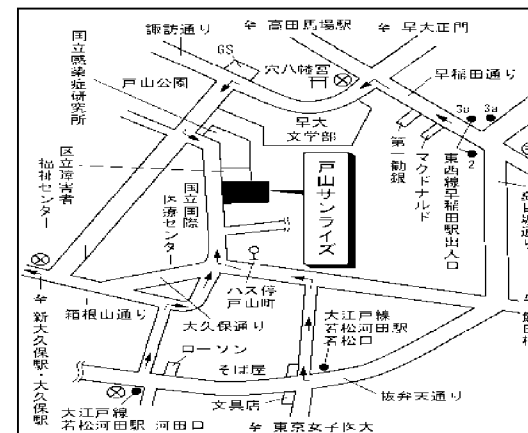 諏訪通り
至 高田馬場駅
至 早大正門
GS
穴八幡宮
早稲田通り
国立感染症研究所
戸山公園
早大
文学部
3b
3a
2
第一勧銀
マクドナルド
東西線早稲田駅出入口
区立障害者
福祉センター
国立国際
医療センター
戸山サンライズ
バス停
戸山町
箱根山通り
大久保通り
至 新大久保駅・大久保駅
ローソン
そば屋
大江戸線
若松河田駅
若松口
文具店
抜弁天通り
大江戸線
若松河田駅 河田口
至 東京女子医大